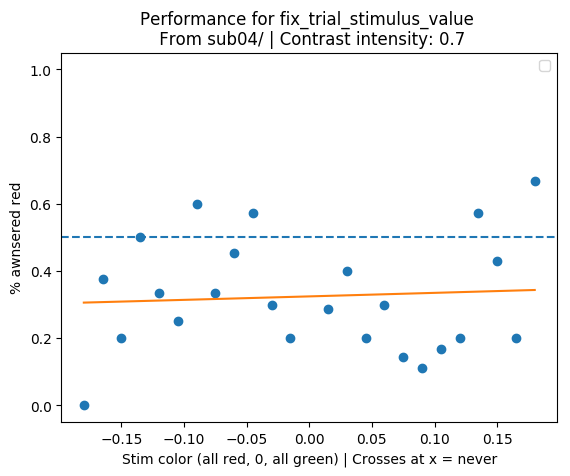 Performance for fix_trial_stimulus_value
From sub04/ | Contrast intensity: 0.7
1.0
0.8
0.6
0.4
0.2
0.0
% awnsered red
−0.15 −0.10 −0.05 0.00 0.05 0.10 0.15
Stim color (all red, 0, all green) | Crosses at x = never